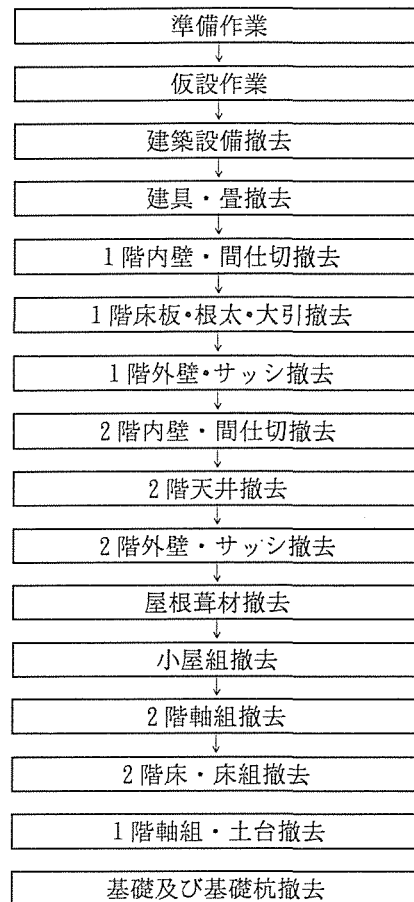 準備作業
仮設作業
建築設備撤去
建具・畳撤去
1階内壁・間仕切撤去
1階床板・根太・大引撤去
1階外壁・サッシ撤去
2階内壁・間仕切撤去
2階天井撤去
2階外壁・サッシ撤去
屋根葺材撤去
小屋組撤去
2階軸組撤去
2階床・床組撤去
1階軸組・土台撤去
基礎及び基礎杭撤去